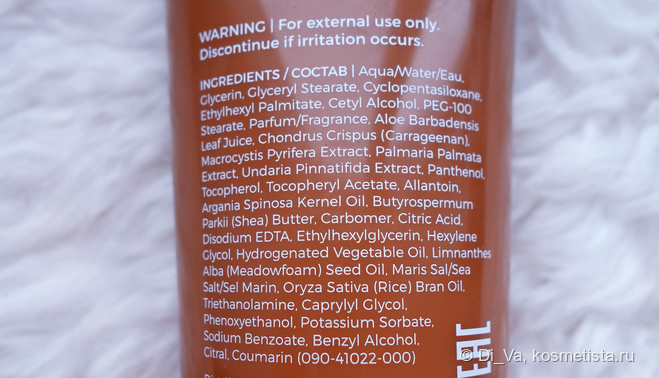 WARNING | For external use only.
Discontinue if irritation occurs.
INGREDIENTS / СОСТАВ | Aqua/Water/Eau,
Glycerin, Glyceryl Stearate, Cyclopentasiloxane,
Ethylhexyl Palmitate, Cetyl Alcohol, PEG-100
Stearate, Parfum/Fragrance, Aloe Barbadensis
Leaf Juice, Chondrus Crispus (Carrageenan),
Macrocystis Pyrifera Extract, Palmaria Palmata
Extract, Undaria Pinnatifida Extract, Panthenol,
Tocopherol, Tocopheryl Acetate, Allantoin,
Argania Spinosa Kernel Oil, Butyrospermum
Parkii (Shea) Butter, Carbomer, Citric Acid,
Disodium EDTA, Ethylhexylglycerin, Hexylene
Glycol, Hydrogenated Vegetable Oil, Limnanthes
Alba (Meadowfoam) Seed Oil, Maris Sal/Sea
Salt/Sel Marin, Oryza Sativa (Rice) Bran Oil,
Triethanolamine, Caprylyl Glycol,
Phenoxyethanol, Potassium Sorbate,
Sodium Benzoate, Benzyl Alcohol,
Citral, Coumarin (090-41022-000)
EAC
© Di_Va, kosmetista.ru